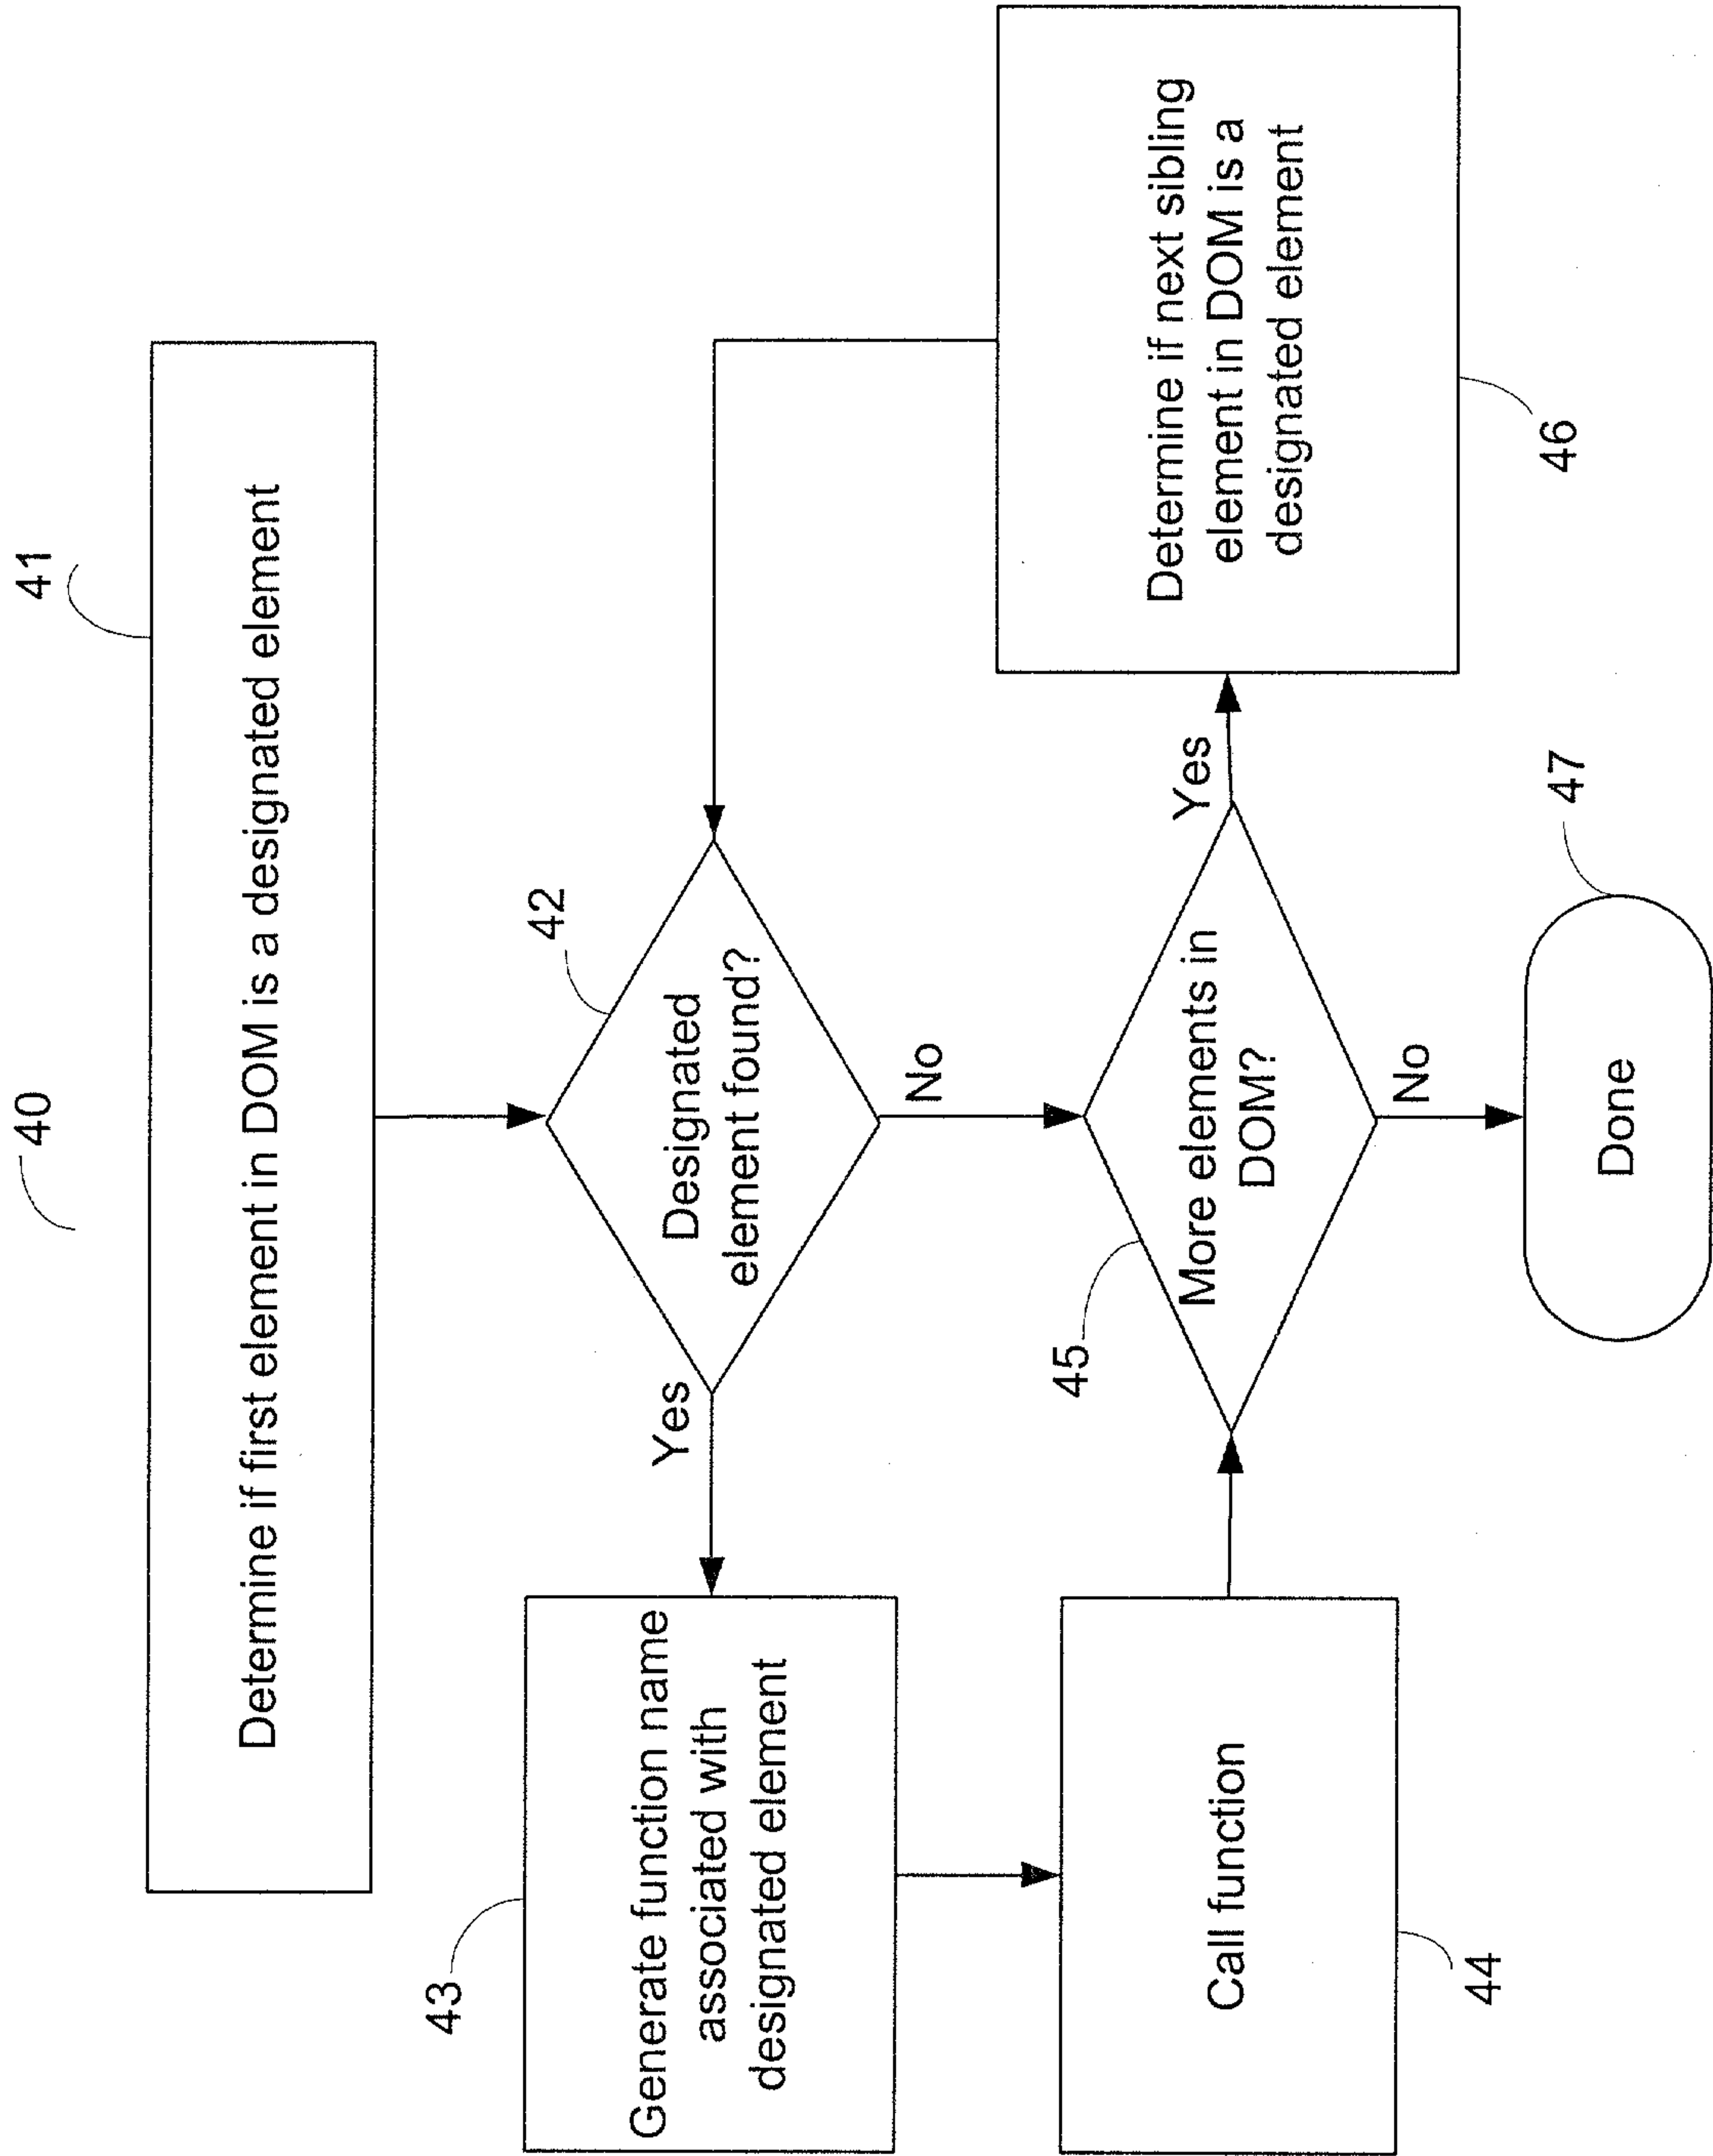 40
41
Determine if first element in DOM is a designated element
42
Designated
element found?
Yes
No
43
Generate function name
associated with
designated element
44
Call function
45
More elements in
DOM?
Yes
No
46
Determine if next sibling
element in DOM is a
designated element
47
Done